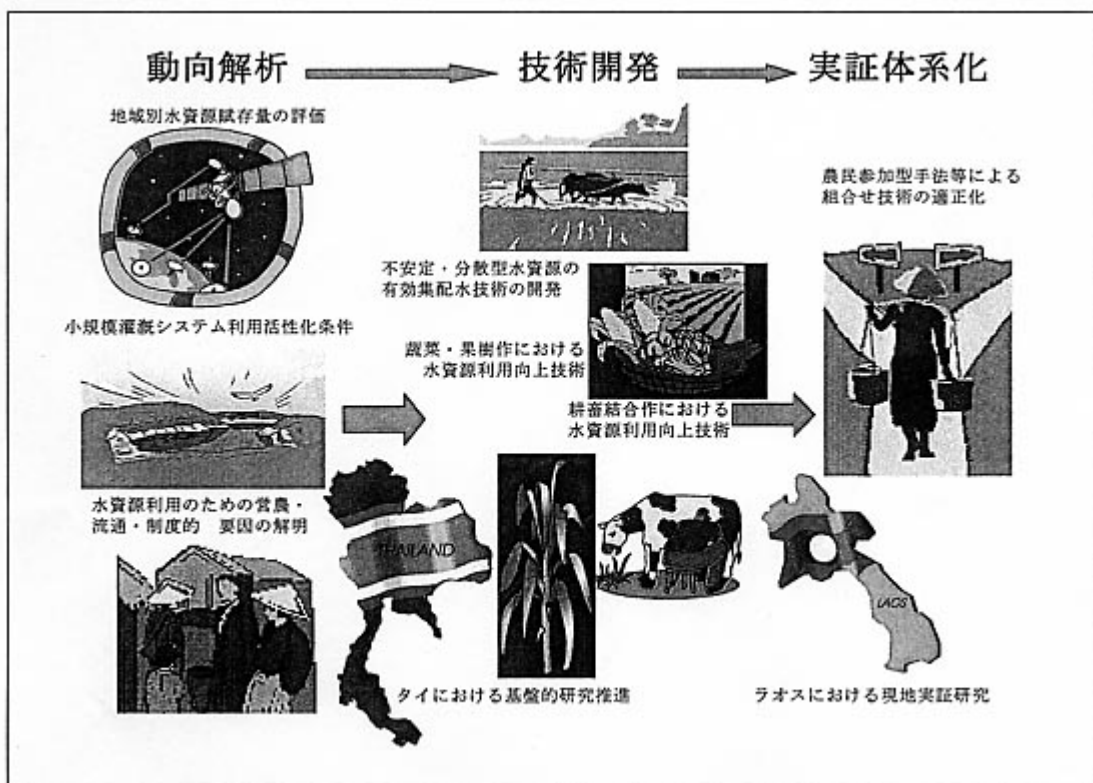 動向解析
技術開発
実証体系化
地域別水資源賦存量の評価
小規模灌漑システム利用活性化条件
水資源利用のための営農・
流通・制度的 要因の解明
不安定・分散型水資源の
有効集配水技術の開発
蔬菜・果樹作における
水資源利用向上技術
耕畜結合作における
水資源利用向上技術
農民参加型手法等による
組合せ技術の適正化
THAILAND
タイにおける基盤的研究推進
LAOS
ラオスにおける現地実証研究